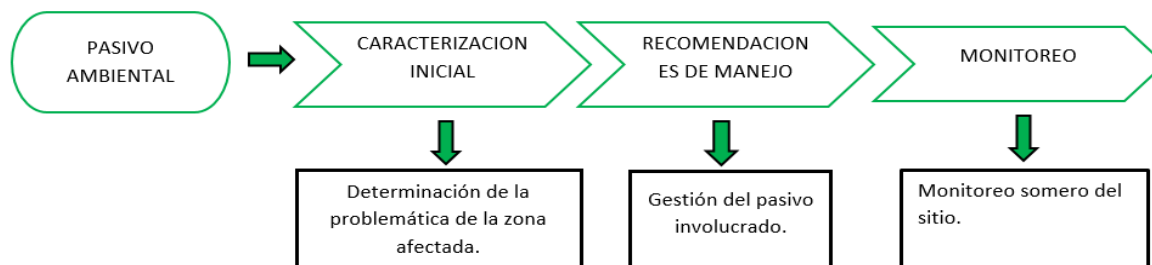 PASIVO
AMBIENTAL
CARACTERIZACION
INICIAL
RECOMENDACION
ES DE MANEJO
MONITOREO
Determinación de la
problemática de la zona
afectada.
Gestión del pasivo
involucrado.
Monitoreo somero del
sitio.